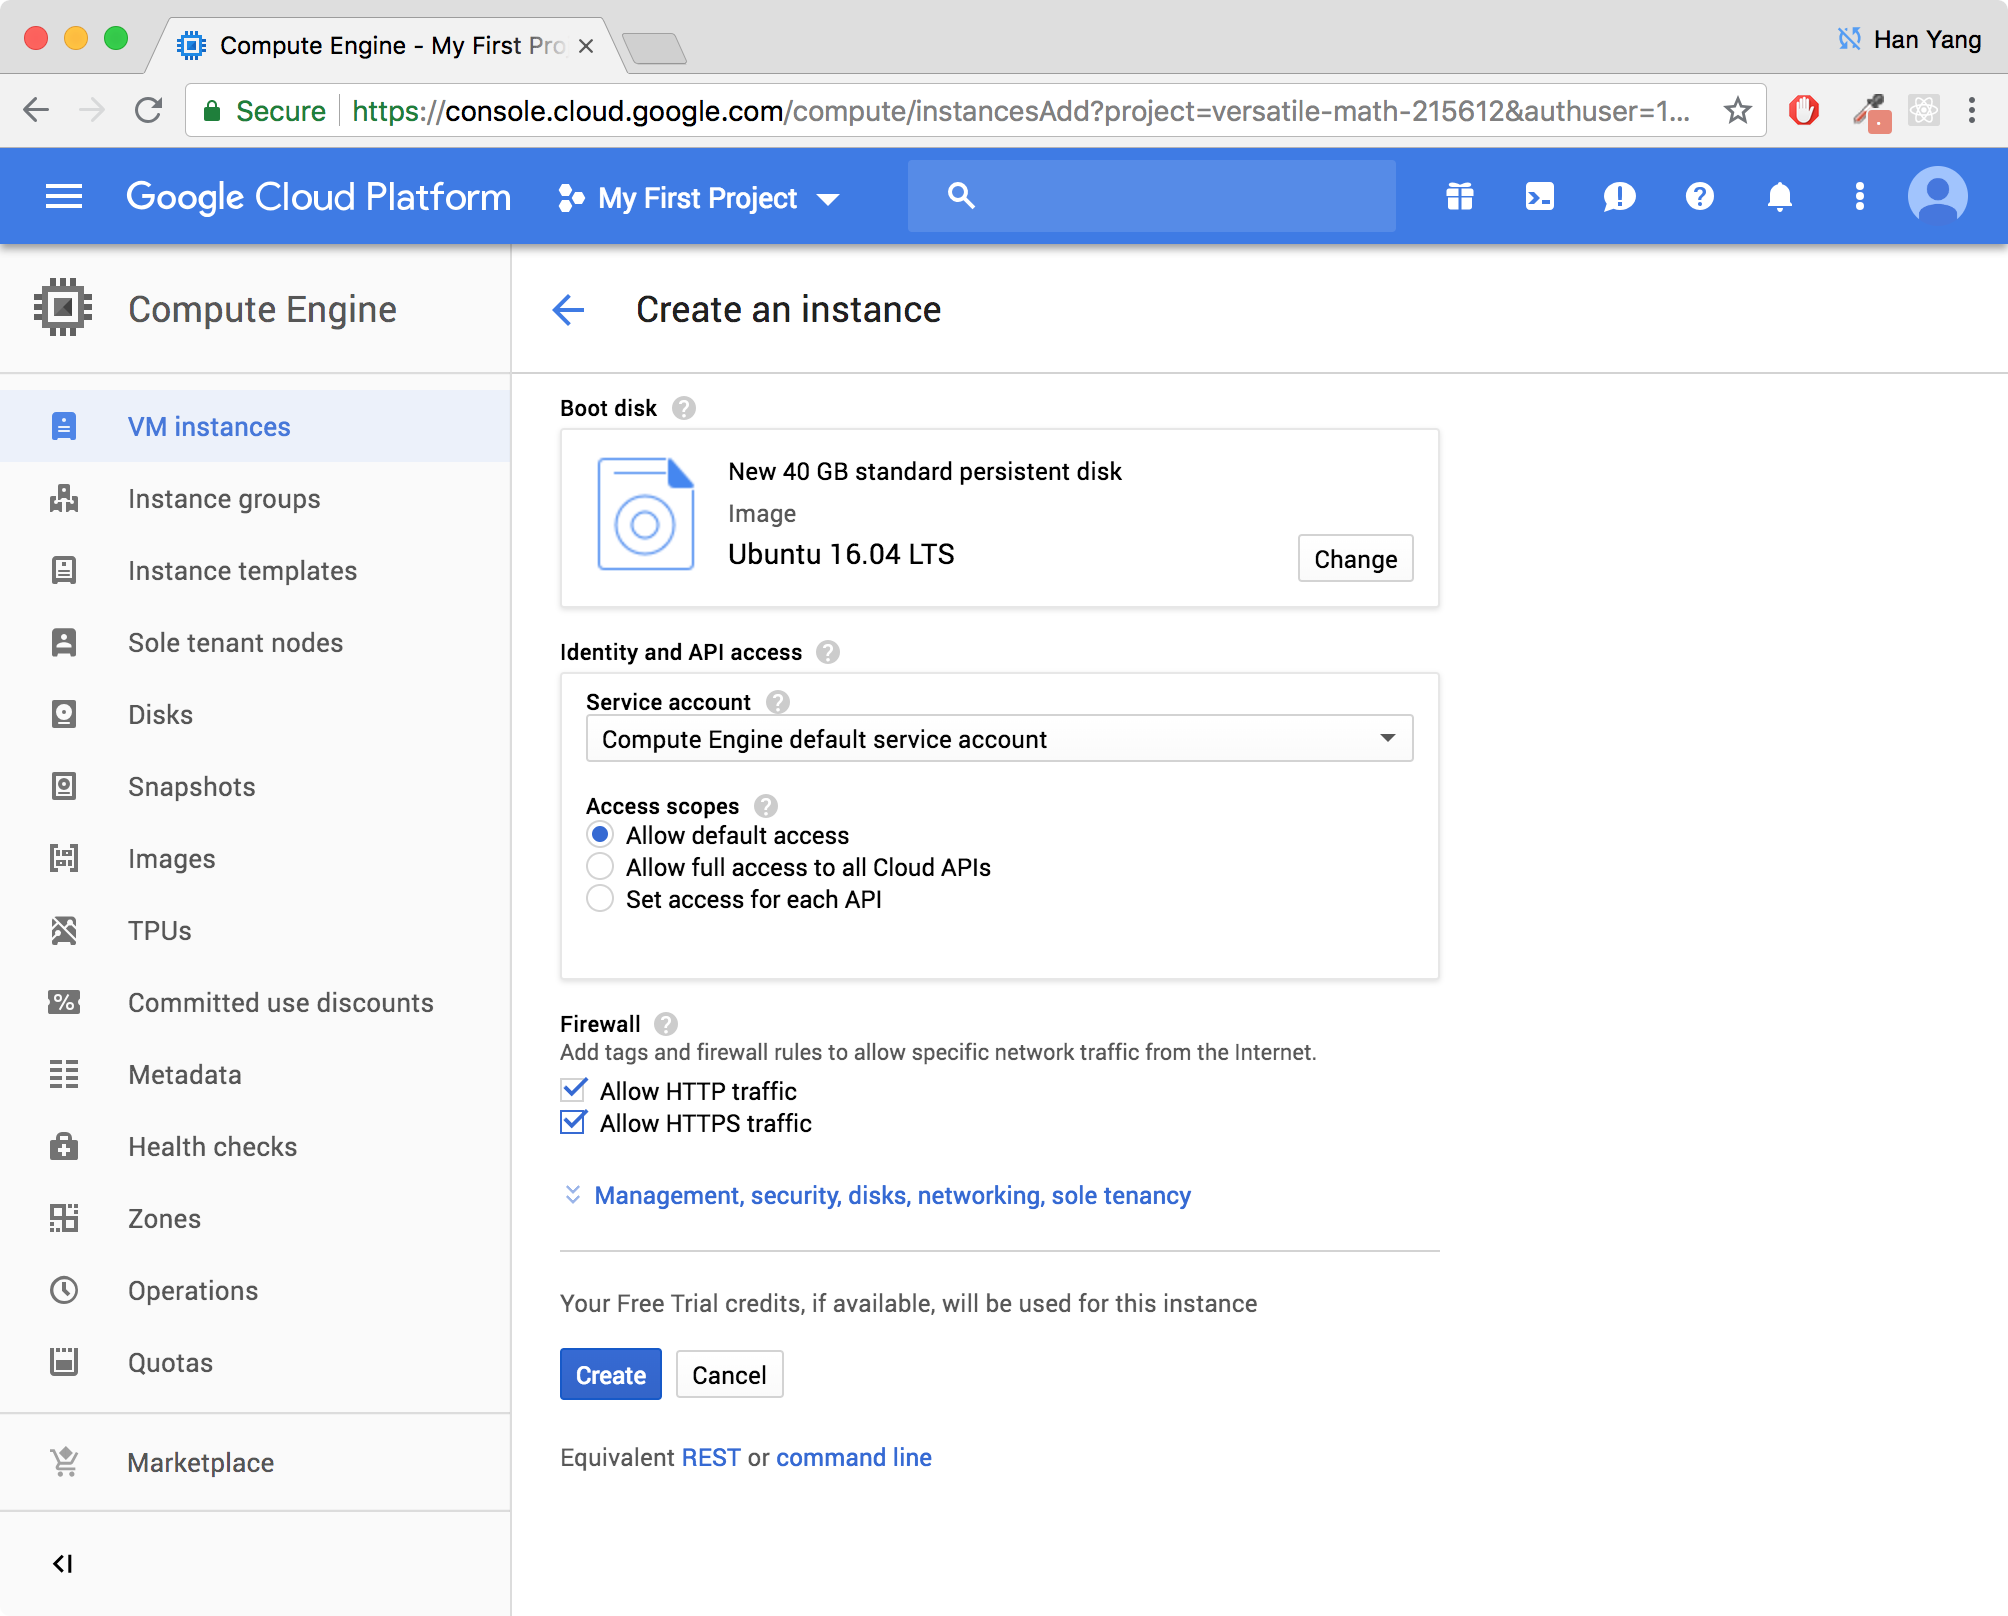 Compute Engine - My First Pro
Han Yang
Secure https://console.cloud.google.com/compute/instancesAdd?project=versatile-math-215612&authuser=1...
Google Cloud Platform
My First Project
Compute Engine
Create an instance
VM instances
Instance groups
Instance templates
Sole tenant nodes
Disks
Snapshots
Images
TPUs
Committed use discounts
Metadata
Health checks
Zones
Operations
Quotas
Marketplace
Boot disk
New 40 GB standard persistent disk
Image
Ubuntu 16.04 LTS
Change
Identity and API access
Service account
Compute Engine default service account
Access scopes
Allow default access
Allow full access to all Cloud APIs
Set access for each API
Firewall
Add tags and firewall rules to allow specific network traffic from the Internet.
Allow HTTP traffic
Allow HTTPS traffic
Management, security, disks, networking, sole tenancy
Your Free Trial credits, if available, will be used for this instance
Create
Cancel
Equivalent REST or command line